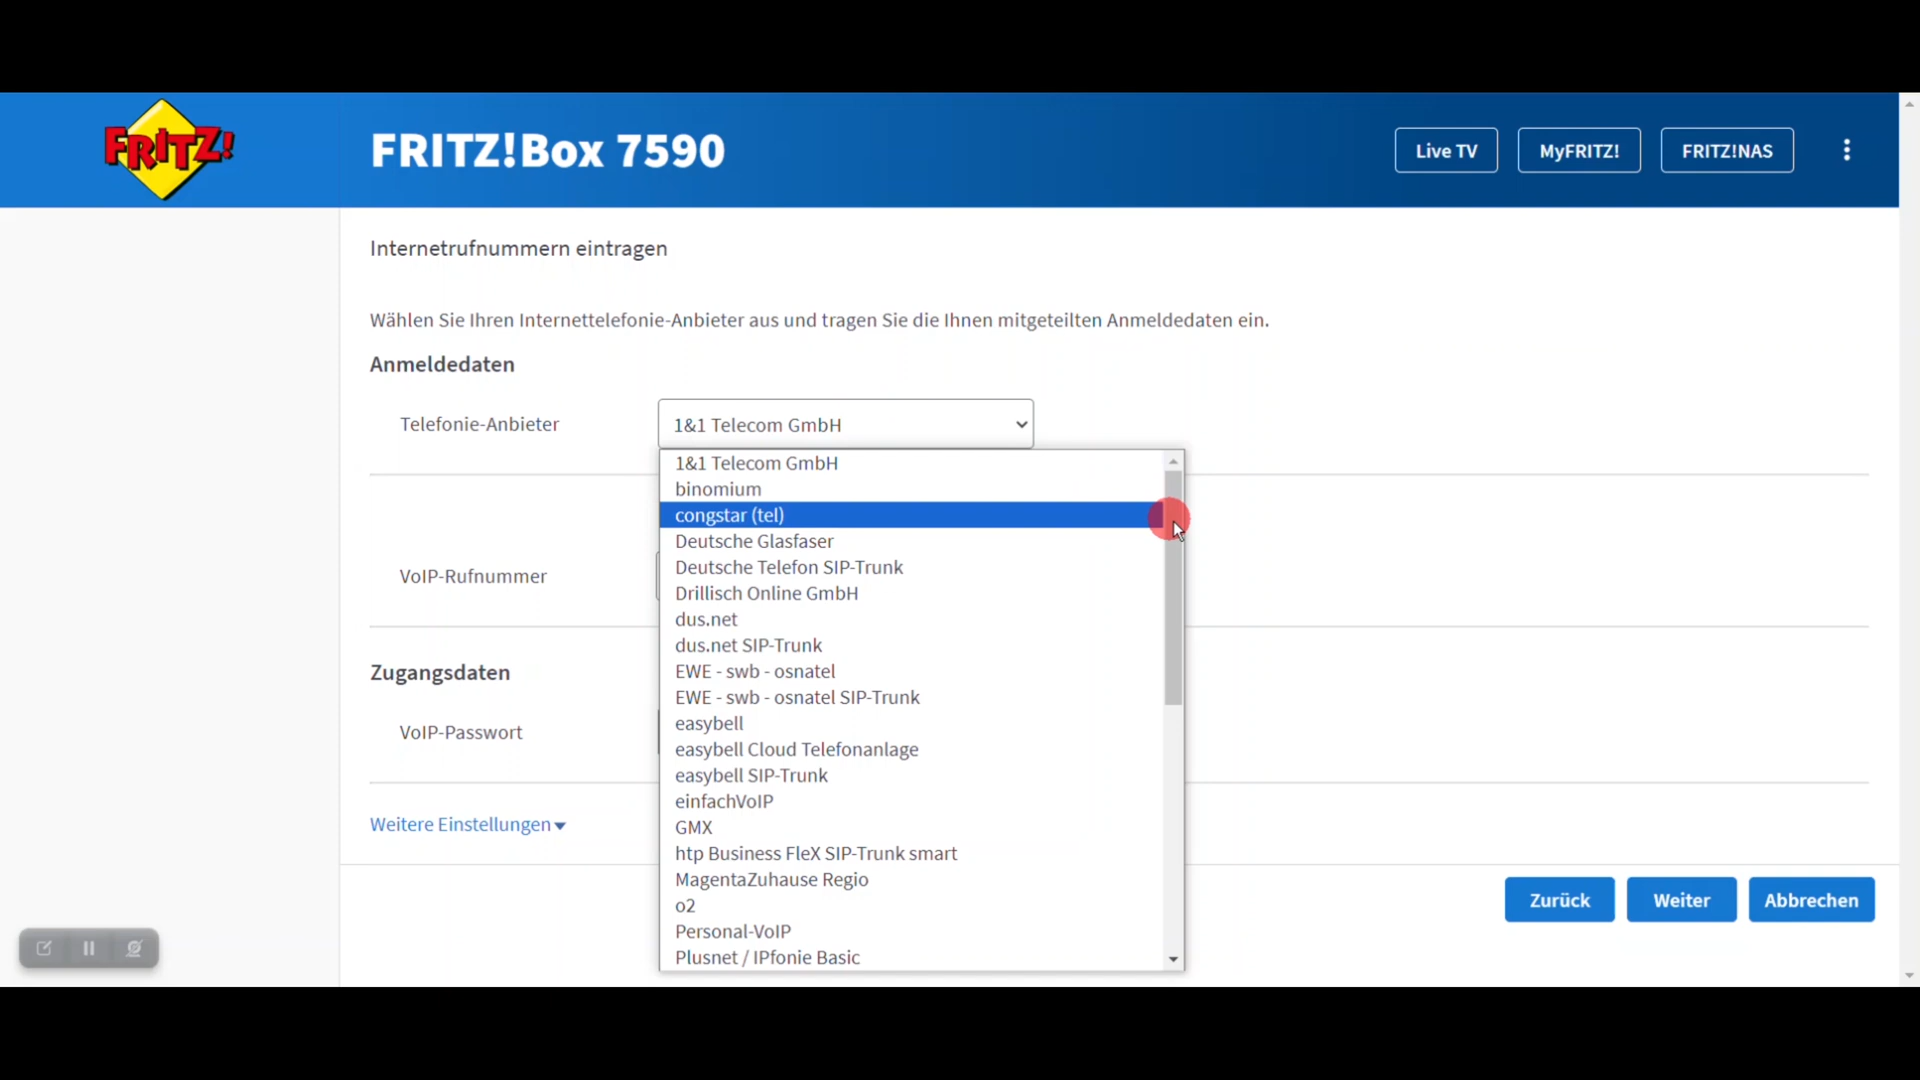 FRITZ!
FRITZ!Box 7590
Live TV
MyFRITZ!
FRITZ!NAS
Internetrufnummern eintragen
Wählen Sie Ihren Internettelefonie-Anbieter aus und tragen Sie die Ihnen mitgeteilten Anmeldedaten ein.
Anmeldedaten
Telefonie-Anbieter
1&1 Telecom GmbH
1&1 Telecom GmbH
binomium
congstar (tel)
Deutsche Glasfaser
Deutsche Telefon SIP-Trunk
Drillisch Online GmbH
dus.net
dus.net SIP-Trunk
EWE - swb - osnatel
EWE - swb - osnatel SIP-Trunk
easybell
easybell Cloud Telefonanlage
easybell SIP-Trunk
einfachVoIP
GMX
htp Business FleX SIP-Trunk smart
MagentaZuhause Regio
o2
Personal-VoIP
Plusnet / IPfonie Basic
VoIP-Rufnummer
Zugangsdaten
VoIP-Passwort
Weitere Einstellungen
Zurück
Weiter
Abbrechen